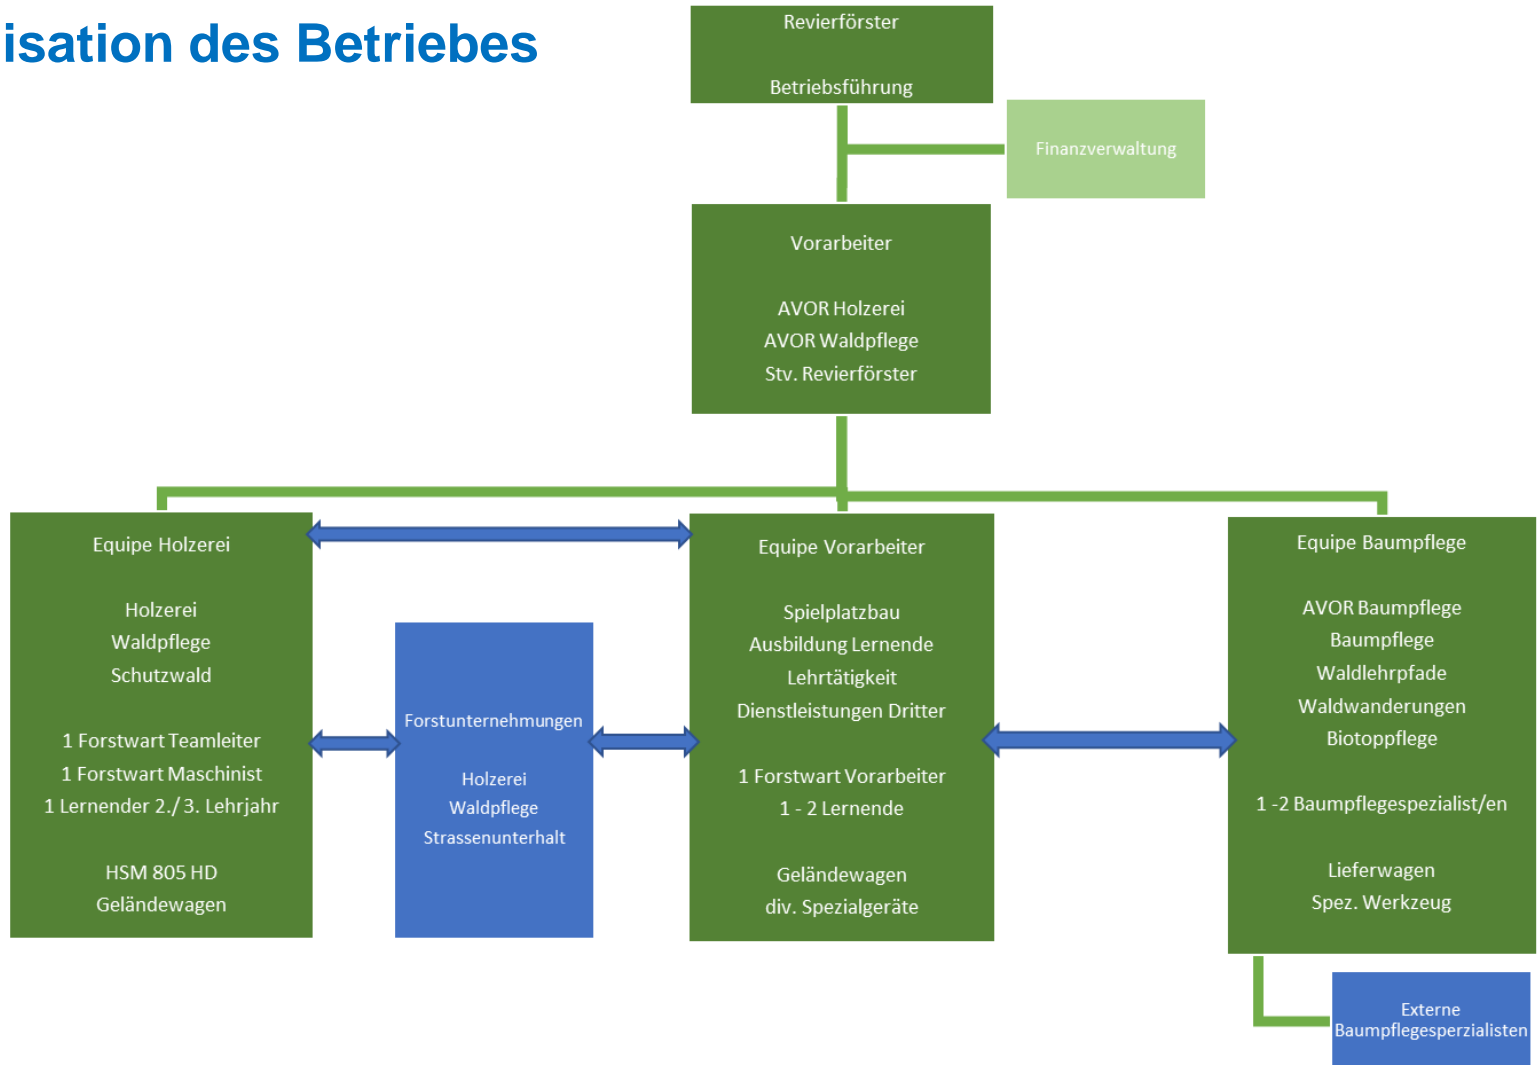 isation des Betriebes
Revierförster
Betriebsführung
Finanzverwaltung
Vorarbeiter
AVOR Holzerei
AVOR Waldpflege
Stv. Revierförster
Equipe Holzerei
Holzerei
Waldpflege
Schutzwald
1 Forstwart Teamleiter
1 Forstwart Maschinist
1 Lernender 2./ 3. Lehrjahr
HSM 805 HD
Geländewagen
Forstunternehmungen
Holzerei
Waldpflege
Strassenunterhalt
Equipe Vorarbeiter
Spielplatzbau
Ausbildung Lernende
Lehrtätigkeit
Dienstleistungen Dritter
1 Forstwart Vorarbeiter
1 - 2 Lernende
Geländewagen
div. Spezialgeräte
Equipe Baumpflege
AVOR Baumpflege
Baumpflege
Waldlehrpfade
Waldwanderungen
Biotoppflege
1 -2 Baumpflegespezialist/en
Lieferwagen
Spez. Werkzeug
Externe
Baumpflegesperzialisten